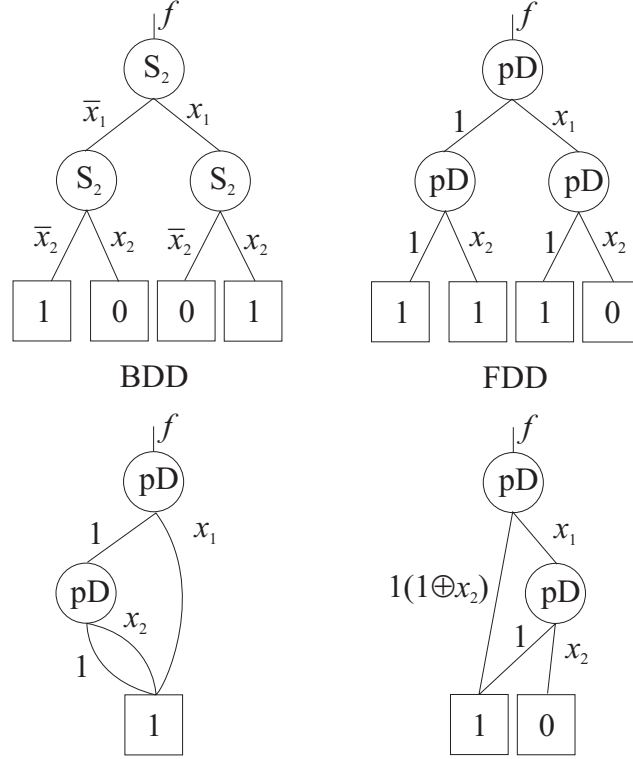 f f
S₂ pD
x̄₁ x₁ 1 x₁
S₂ S₂ pD pD
x̄₂ x₂ x̄₂ x₂ 1 x₂ 1 x₂
1 0 0 1 1 1 1 0
BDD FDD
f f
pD pD
1 x₁ x₁
pD x₂ 1(1⊕x₂) pD
1 1 x₂
1 1 0